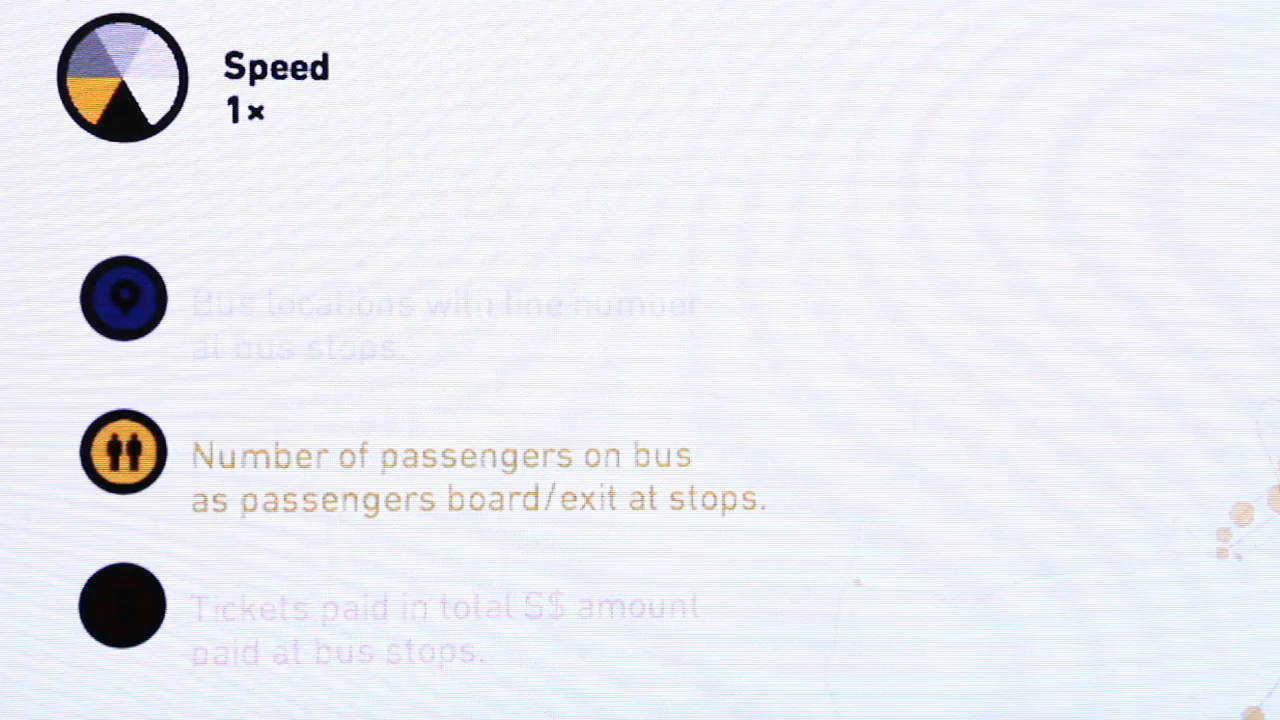 Speed
1×
Bus locations with line number
at bus stops.
Number of passengers on bus
as passengers board/exit at stops.
Tickets paid in total S$ amount
paid at bus stops.